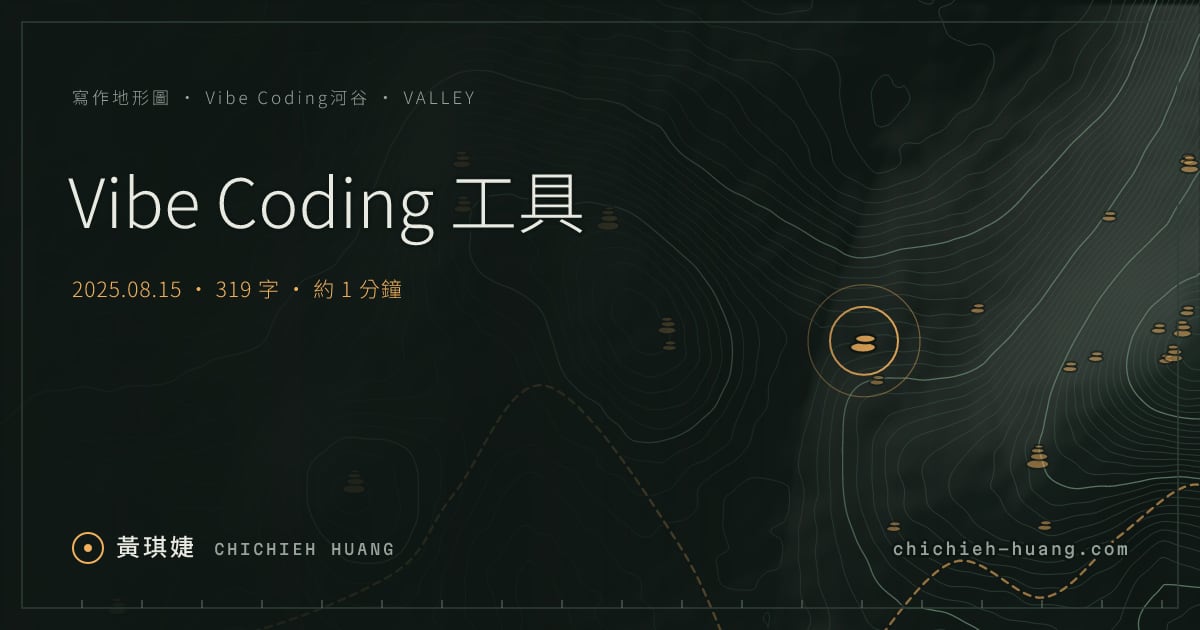 寫作地形圖 · Vibe Coding河谷 · VALLEY
Vibe Coding 工具
2025.08.15 · 319 字 · 約 1 分鐘
黃琪婕 CHICHIEH HUANG
chichieh-huang.com